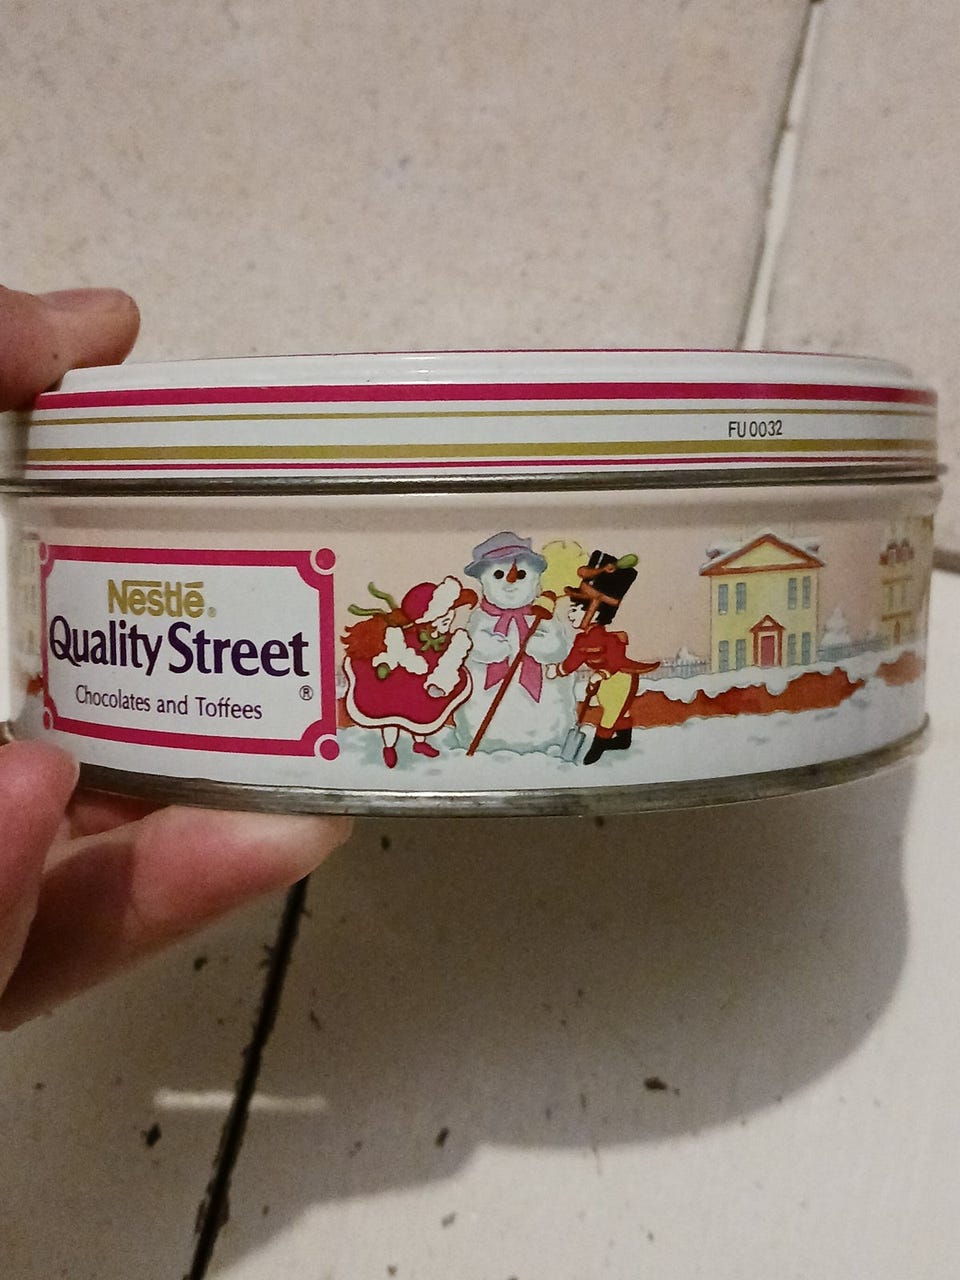 FU 0032
Nestlé®
Quality Street®
Chocolates and Toffees